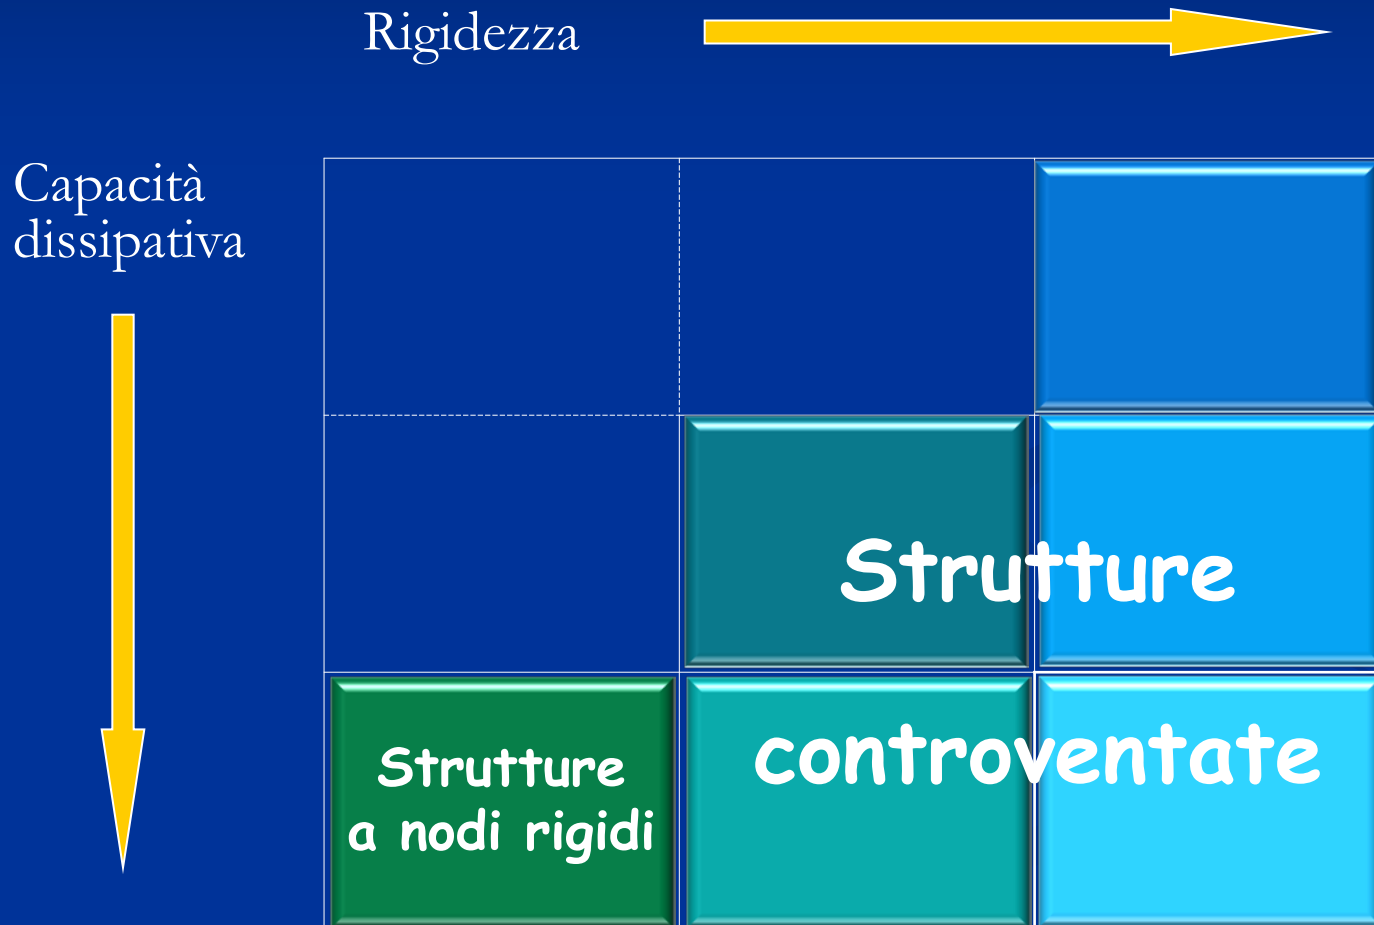 Rigidezza
Capacità
dissipativa
Strutture
controventate
Strutture
a nodi rigidi